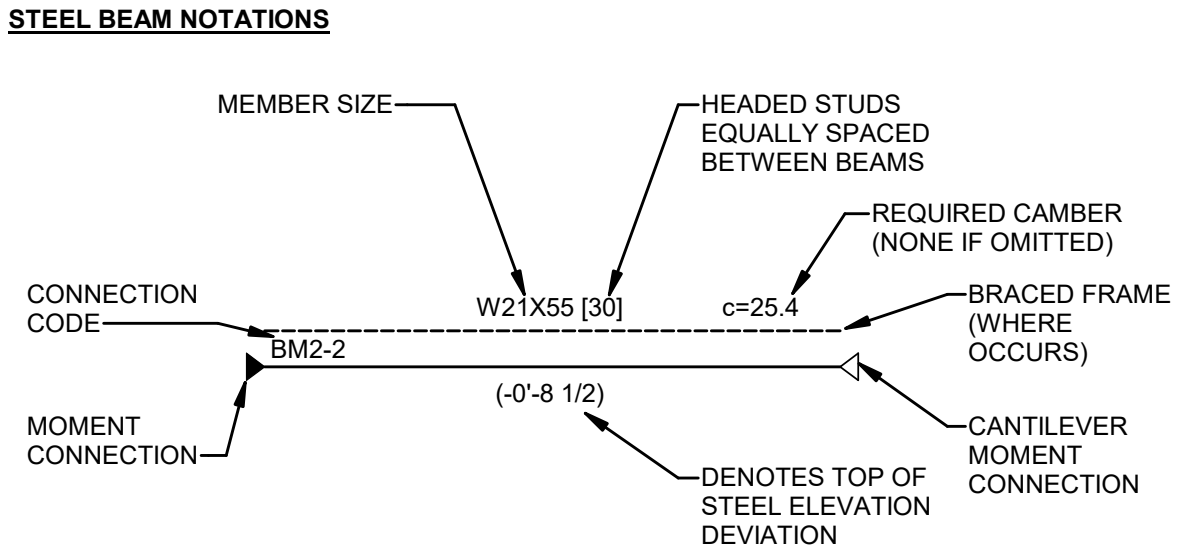 STEEL BEAM NOTATIONS
MEMBER SIZE
HEADED STUDS
EQUALLY SPACED
BETWEEN BEAMS
REQUIRED CAMBER
(NONE IF OMITTED)
CONNECTION
CODE
W21X55 [30]
c=25.4
BRACED FRAME
(WHERE
OCCURS)
BM2-2
(-0'-8 1/2)
MOMENT
CONNECTION
CANTILEVER
MOMENT
CONNECTION
DENOTES TOP OF
STEEL ELEVATION
DEVIATION